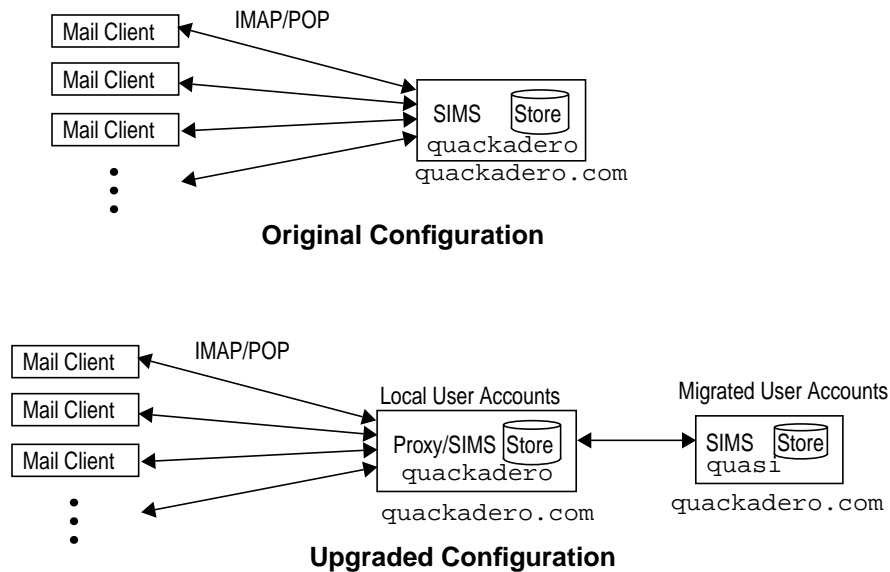 IMAP/POP
Mail Client
Mail Client
Mail Client
SIMS Store
quackadero
quackadero.com
Original Configuration
IMAP/POP
Mail Client
Mail Client
Mail Client
Local User Accounts
Proxy/SIMS Store
quackadero
quackadero.com
Migrated User Accounts
SIMS Store
quasi
quackadero.com
Upgraded Configuration